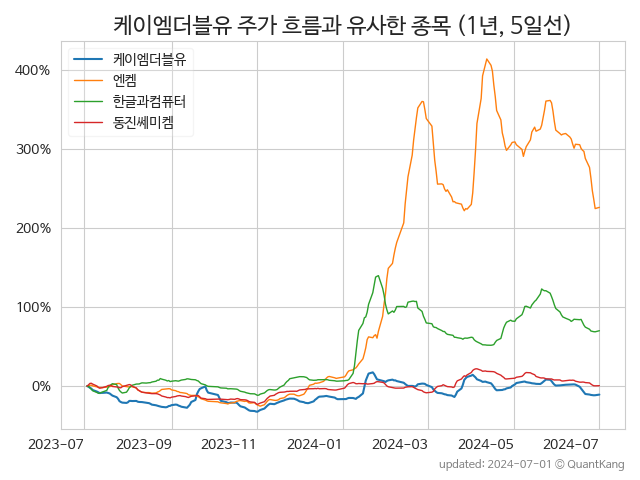 케이엠더블유 주가 흐름과 유사한 종목 (1년, 5일선)
케이엠더블유
엔켐
한글과컴퓨터
동진쎄미켐
400%
300%
200%
100%
0%
2023-07 2023-09 2023-11 2024-01 2024-03 2024-05 2024-07
updated: 2024-07-01 © QuantKang